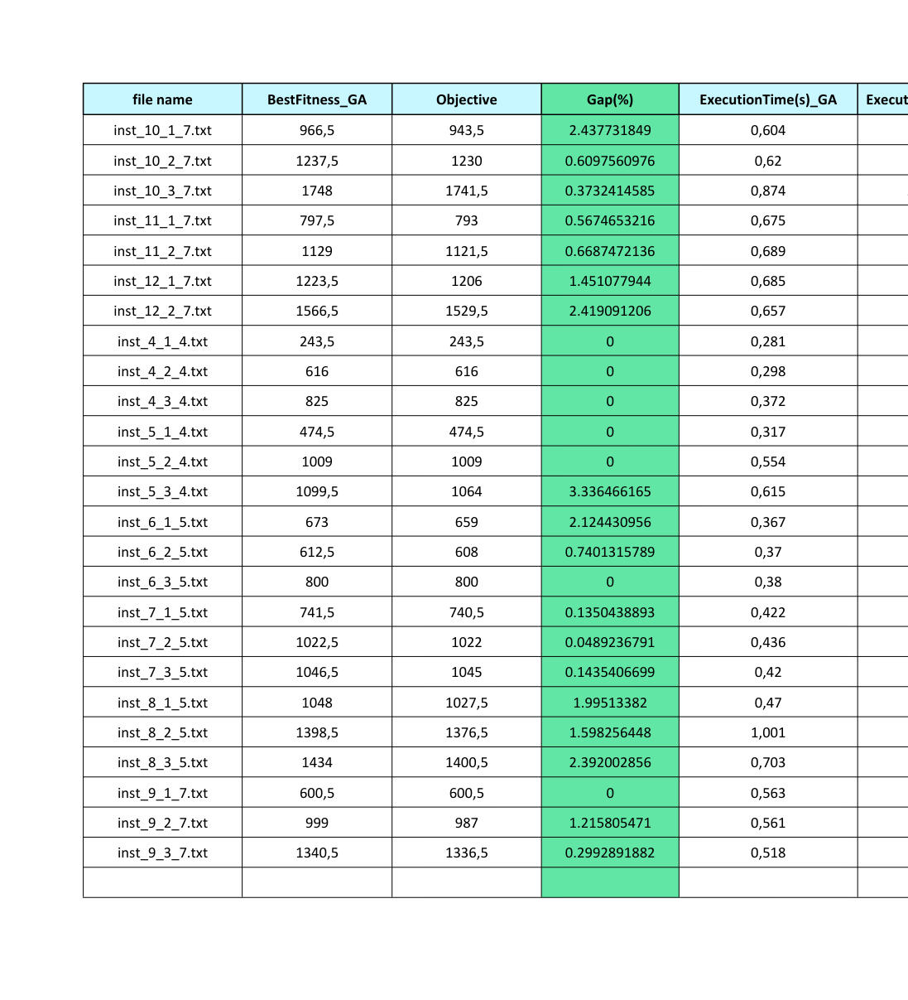 file name BestFitness_GA Objective Gap(%) ExecutionTime(s)_GA Execut
inst_10_1_7.txt 966,5 943,5 2.437731849 0,604
inst_10_2_7.txt 1237,5 1230 0.6097560976 0,62
inst_10_3_7.txt 1748 1741,5 0.3732414585 0,874
inst_11_1_7.txt 797,5 793 0.5674653216 0,675
inst_11_2_7.txt 1129 1121,5 0.6687472136 0,689
inst_12_1_7.txt 1223,5 1206 1.451077944 0,685
inst_12_2_7.txt 1566,5 1529,5 2.419091206 0,657
inst_4_1_4.txt 243,5 243,5 0 0,281
inst_4_2_4.txt 616 616 0 0,298
inst_4_3_4.txt 825 825 0 0,372
inst_5_1_4.txt 474,5 474,5 0 0,317
inst_5_2_4.txt 1009 1009 0 0,554
inst_5_3_4.txt 1099,5 1064 3.336466165 0,615
inst_6_1_5.txt 673 659 2.124430956 0,367
inst_6_2_5.txt 612,5 608 0.7401315789 0,37
inst_6_3_5.txt 800 800 0 0,38
inst_7_1_5.txt 741,5 740,5 0.1350438893 0,422
inst_7_2_5.txt 1022,5 1022 0.0489236791 0,436
inst_7_3_5.txt 1046,5 1045 0.1435406699 0,42
inst_8_1_5.txt 1048 1027,5 1.99513382 0,47
inst_8_2_5.txt 1398,5 1376,5 1.598256448 1,001
inst_8_3_5.txt 1434 1400,5 2.392002856 0,703
inst_9_1_7.txt 600,5 600,5 0 0,563
inst_9_2_7.txt 999 987 1.215805471 0,561
inst_9_3_7.txt 1340,5 1336,5 0.2992891882 0,518